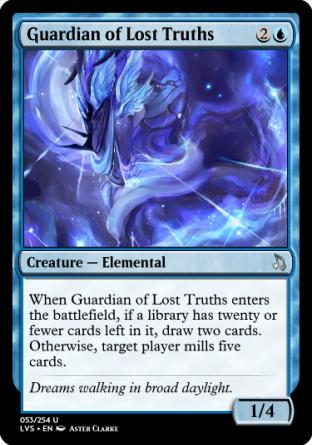 Guardian of Lost Truths 2
Creature — Elemental
When Guardian of Lost Truths enters
the battlefield, if a library has twenty or
fewer cards left in it, draw two cards.
Otherwise, target player mills five
cards.
Dreams walking in broad daylight.
053/254 U
LVS • EN Aster Clarke
1/4